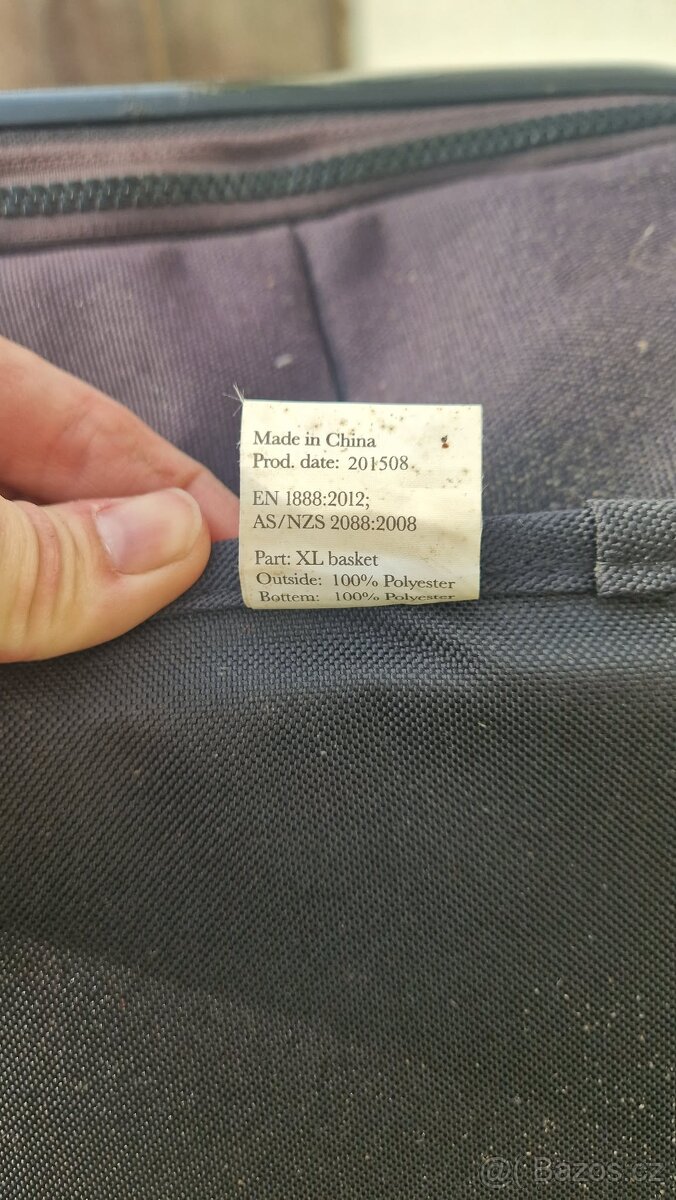 Made in China
Prod. date: 201508
EN 1888:2012;
AS/NZS 2088:2008
Part: XL basket
Outside: 100% Polyester
Bottem: 100% Polyester
@( Bazos.cz